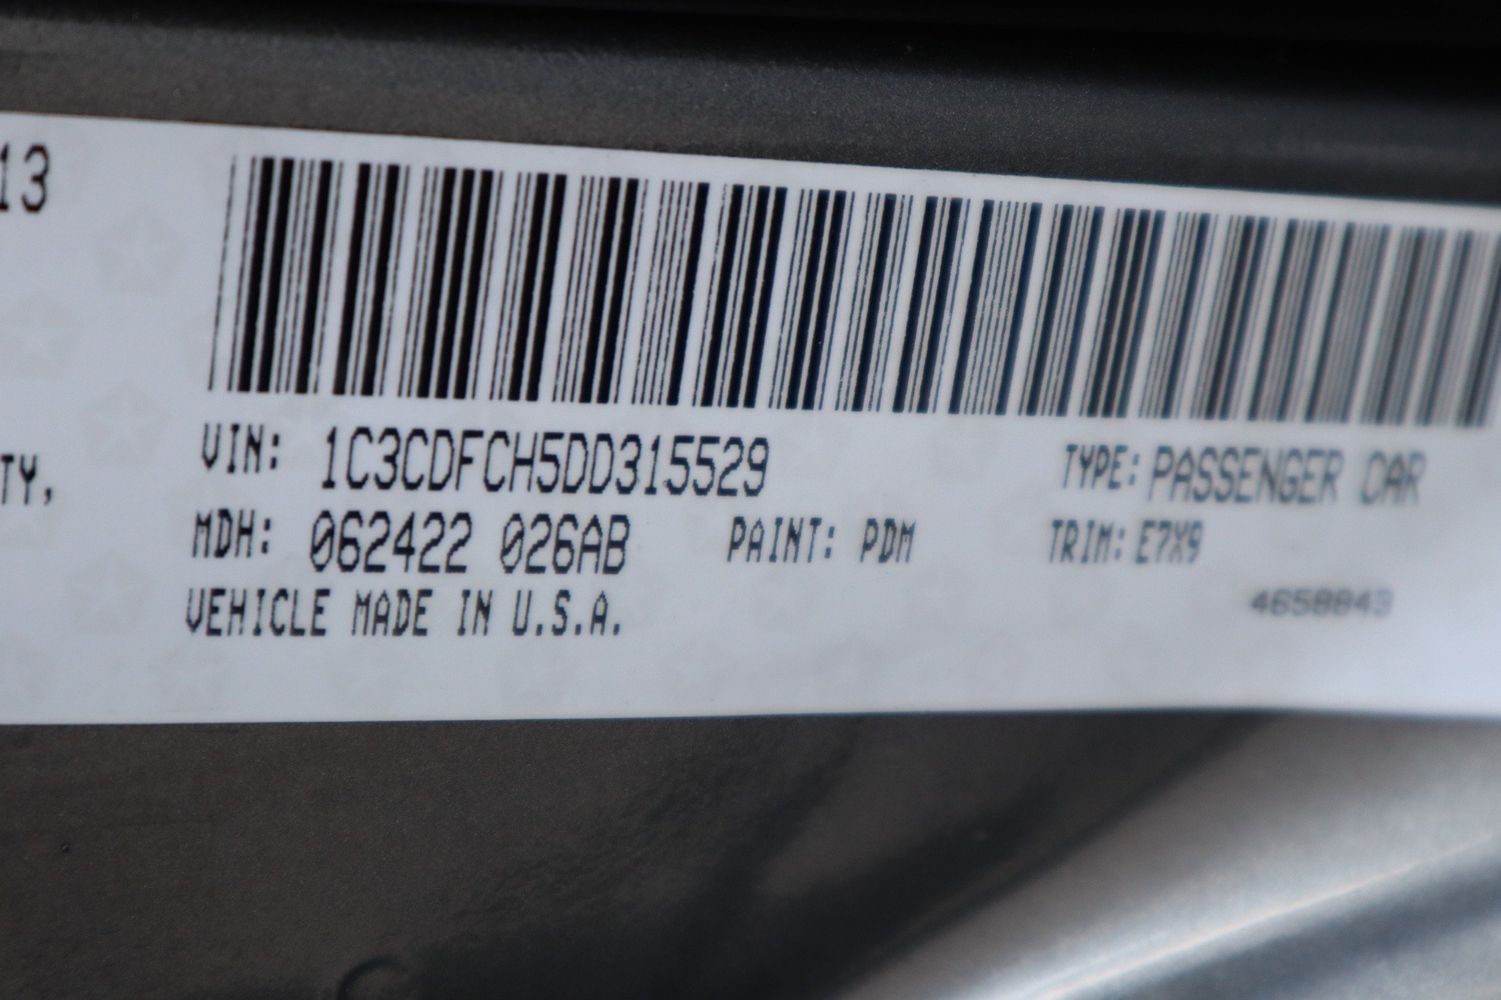 13
VIN: 1C3CDFCH5DD315529 TYPE: PASSENGER CAR
TY,
MDH: 062422 026AB PAINT: PDM TRIM: E7X9
VEHICLE MADE IN U.S.A. 4658843